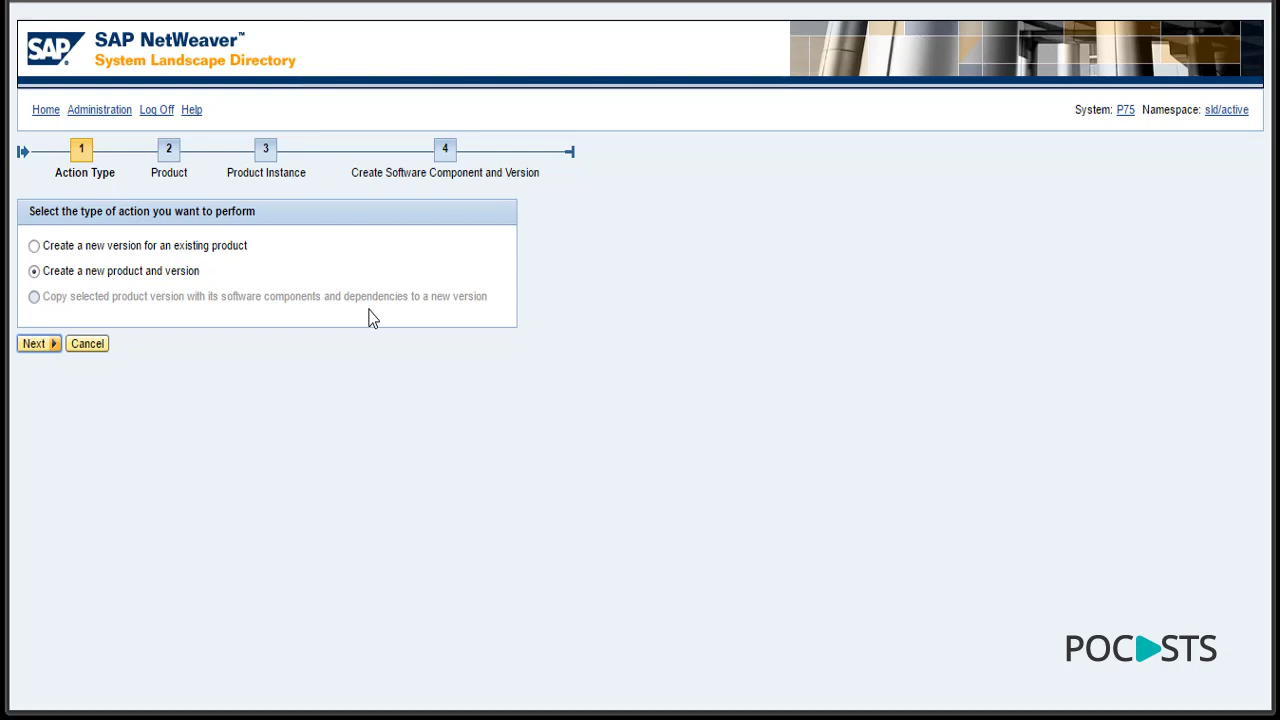 SAP
SAP NetWeaver™
System Landscape Directory
Home Administration Log Off Help
System: P75 Namespace: sld/active
1 2 3 4
Action Type Product Product Instance Create Software Component and Version
Select the type of action you want to perform
Create a new version for an existing product
Create a new product and version
Copy selected product version with its software components and dependencies to a new version
Next Cancel
POC STS